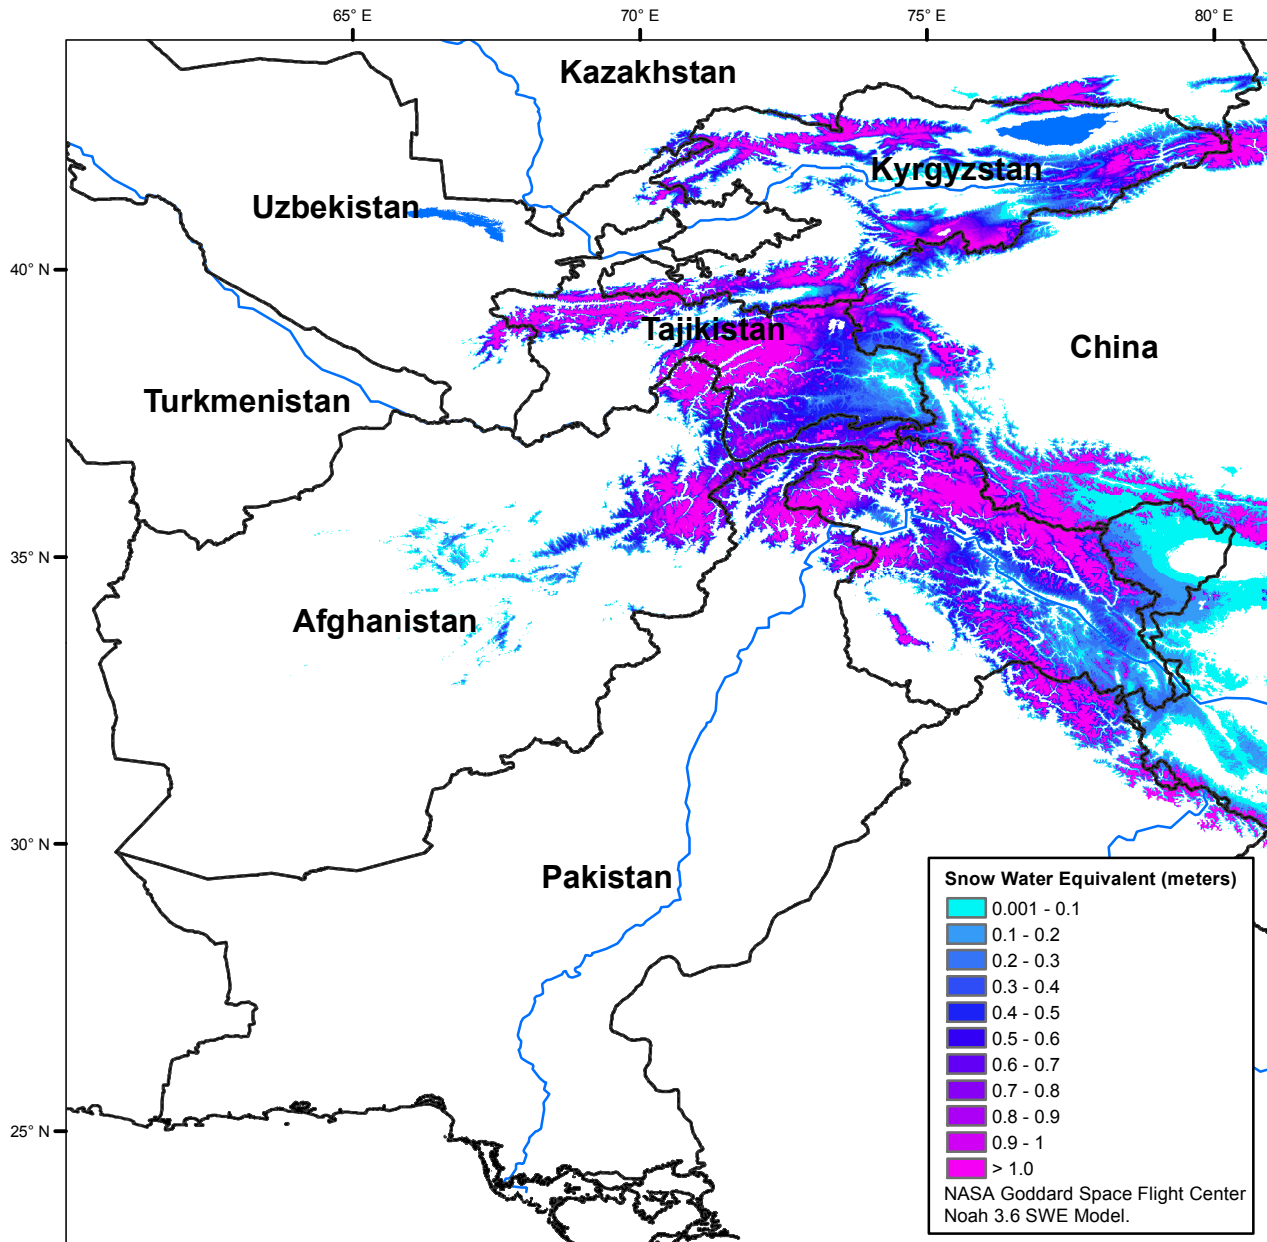 65° E
70° E
75° E
80° E
Kazakhstan
Kyrgyzstan
Uzbekistan
40° N
Tajikistan
China
Turkmenistan
35° N
Afghanistan
30° N
Pakistan
25° N
Snow Water Equivalent (meters)
0.001 - 0.1
0.1 - 0.2
0.2 - 0.3
0.3 - 0.4
0.4 - 0.5
0.5 - 0.6
0.6 - 0.7
0.7 - 0.8
0.8 - 0.9
0.9 - 1
> 1.0
NASA Goddard Space Flight Center
Noah 3.6 SWE Model.